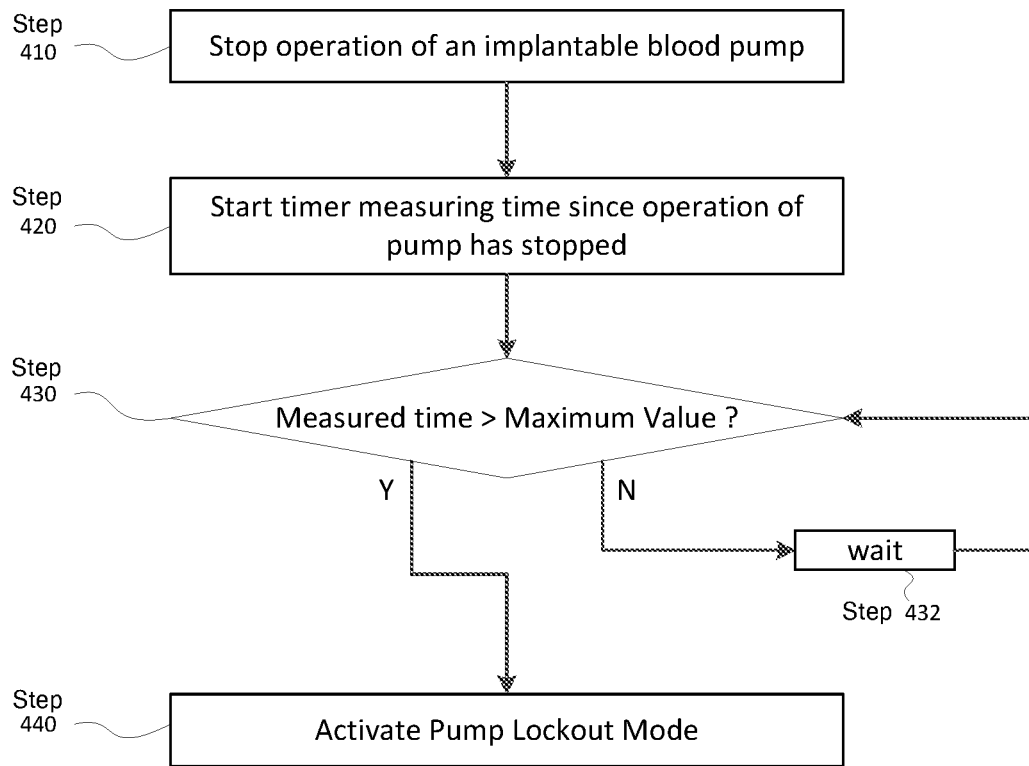 Step
410
Stop operation of an implantable blood pump
Step
420
Start timer measuring time since operation of
pump has stopped
Step
430
Measured time > Maximum Value ?
Y
N
wait
Step 432
Step
440
Activate Pump Lockout Mode